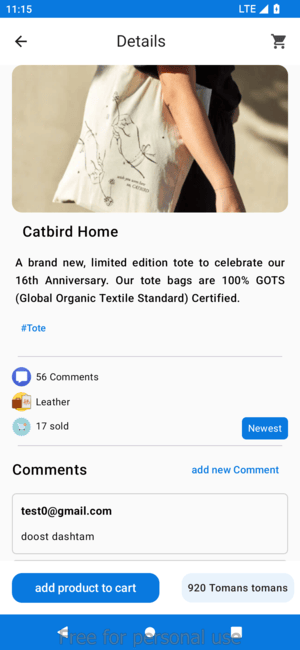 11:15
LTE
Details
Catbird Home
A brand new, limited edition tote to celebrate our
16th Anniversary. Our tote bags are 100% GOTS
(Global Organic Textile Standard) Certified.
#Tote
56 Comments
Leather
17 sold
Newest
Comments
add new Comment
test0@gmail.com
doost dashtam
add product to cart
920 Tomans tomans
Free for personal use